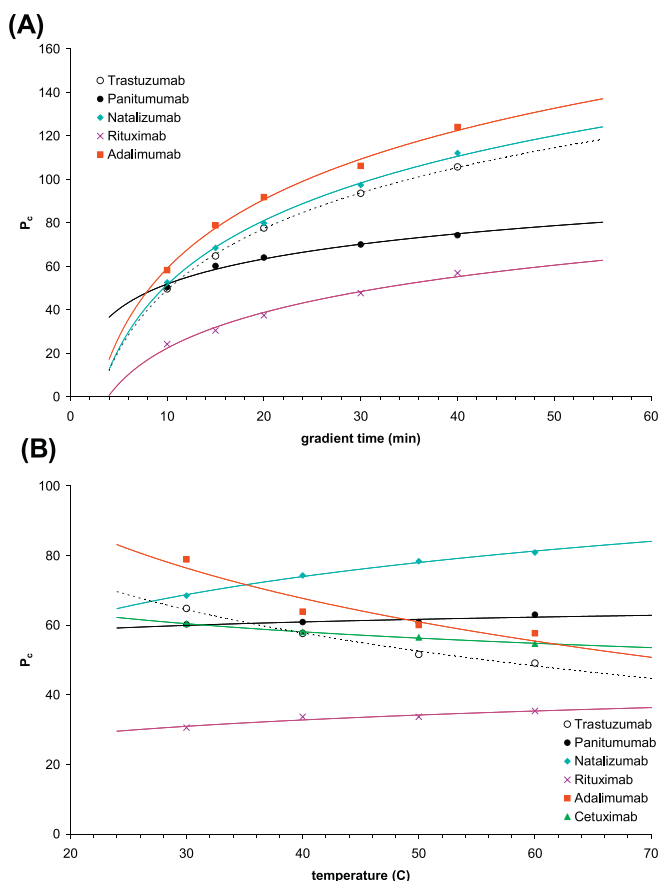 (A)
160
140
120
100
80
60
40
20
0
Pc
Trastuzumab
Panitumumab
Natalizumab
Rituximab
Adalimumab
0 10 20 30 40 50 60
gradient time (min)
(B)
100
80
60
40
20
0
Pc
Trastuzumab
Panitumumab
Natalizumab
Rituximab
Adalimumab
Cetuximab
20 30 40 50 60 70
temperature (C)